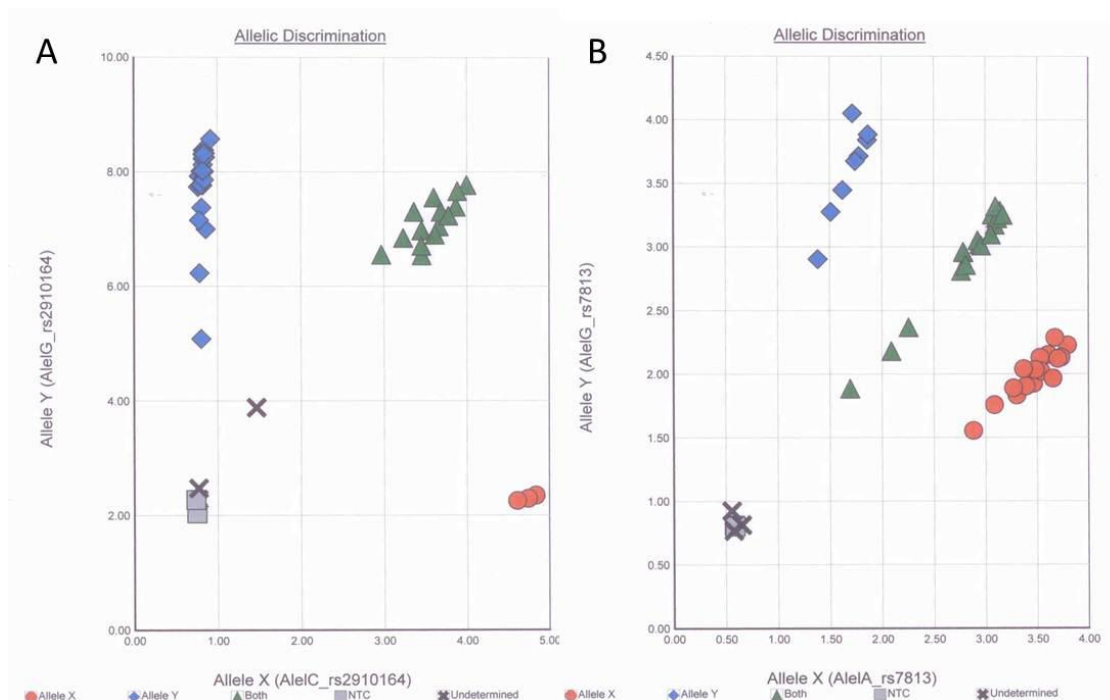 A
Allelic Discrimination
10.00
8.00
6.00
4.00
2.00
0.00
Allele Y (AlelG_rs2910164)
0.00 1.00 2.00 3.00 4.00 5.00
Allele X (AlelC_rs2910164)
Allele X Allele Y Both NTC Undetermined
B
Allelic Discrimination
4.50
4.00
3.50
3.00
2.50
2.00
1.50
1.00
0.50
0.00
Allele Y (AlelG_rs7813)
0.00 0.50 1.00 1.50 2.00 2.50 3.00 3.50 4.00
Allele X (AlelA_rs7813)
Allele X Allele Y Both NTC Undetermined